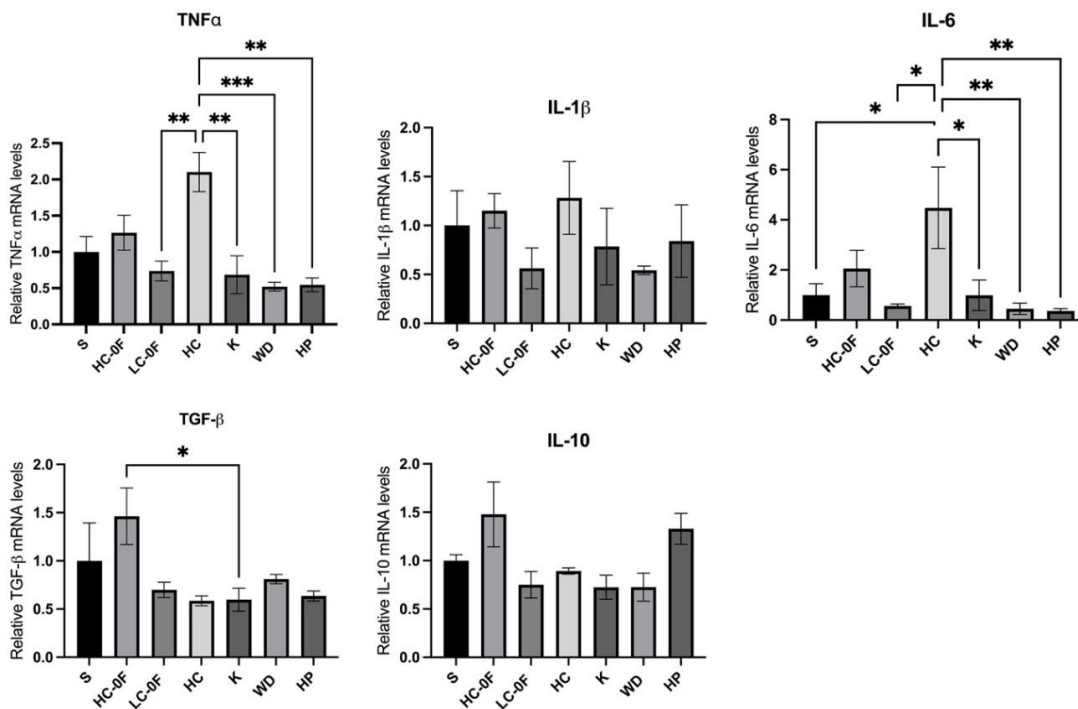 TNFα
**
***
**
**
Relative TNFα mRNA levels
2.5
2.0
1.5
1.0
0.5
0.0
S
HC-0F
LC-0F
HC
K
WD
HP
IL-1β
Relative IL-1β mRNA levels
2.0
1.5
1.0
0.5
0.0
S
HC-0F
LC-0F
HC
K
WD
HP
IL-6
**
*
**
*
*
Relative IL-6 mRNA levels
8
6
4
2
0
S
HC-0F
LC-0F
HC
K
WD
HP
TGF-β
*
Relative TGF-β mRNA levels
2.0
1.5
1.0
0.5
0.0
S
HC-0F
LC-0F
HC
K
WD
HP
IL-10
Relative IL-10 mRNA levels
2.0
1.5
1.0
0.5
0.0
S
HC-0F
LC-0F
HC
K
WD
HP